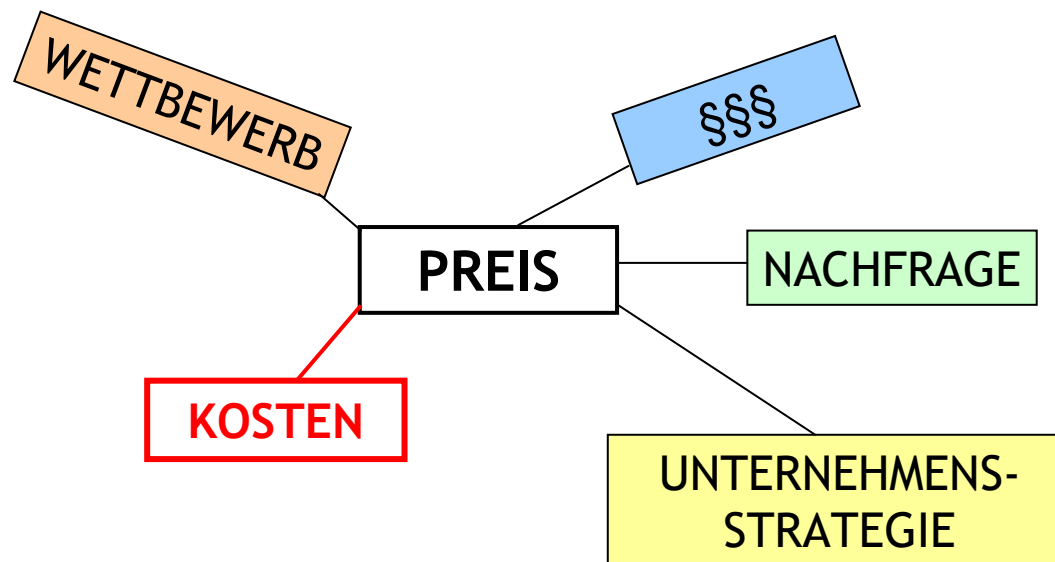 WETTBEWERB
§§§
PREIS
NACHFRAGE
KOSTEN
UNTERNEHMENS-
STRATEGIE